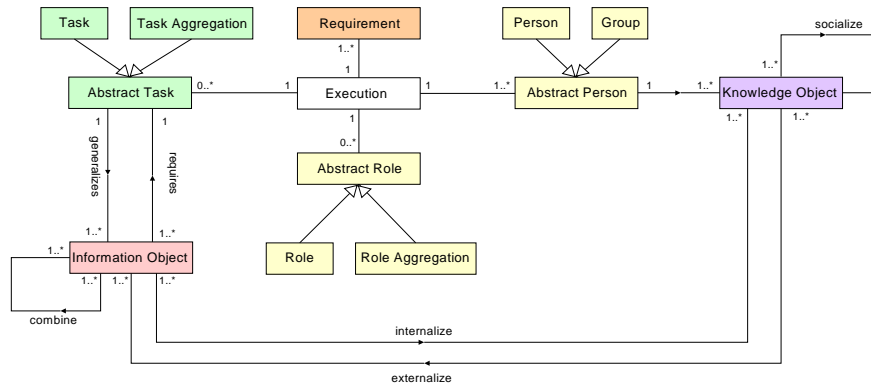 Task
Task Aggregation
Requirement
Person
Group
socialize
1..*
1
1..*
Abstract Task
0..*
1
Execution
1
1..*
Abstract Person
1
1..*
Knowledge Object
1
1
1
1..*
1..*
0..*
generalizes
requires
Abstract Role
1..*
1..*
1..*
Information Object
Role
Role Aggregation
1..*
1..*
1..*
combine
internalize
externalize